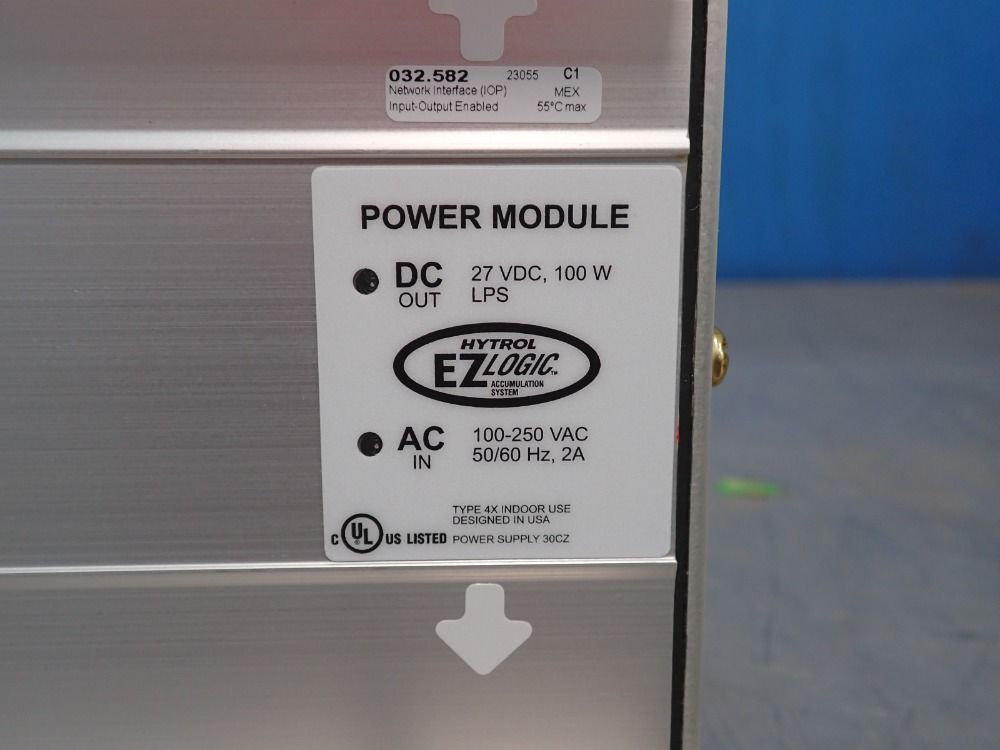 032.582 23055 C1
Network Interface (IOP) MEX
Input-Output Enabled 55°C max
POWER MODULE
DC 27 VDC, 100 W
OUT LPS
HYTROL
EZLOGIC™
ACCUMULATION
SYSTEM
AC 100-250 VAC
IN 50/60 Hz, 2A
TYPE 4X INDOOR USE
DESIGNED IN USA
C UL US LISTED POWER SUPPLY 30CZ